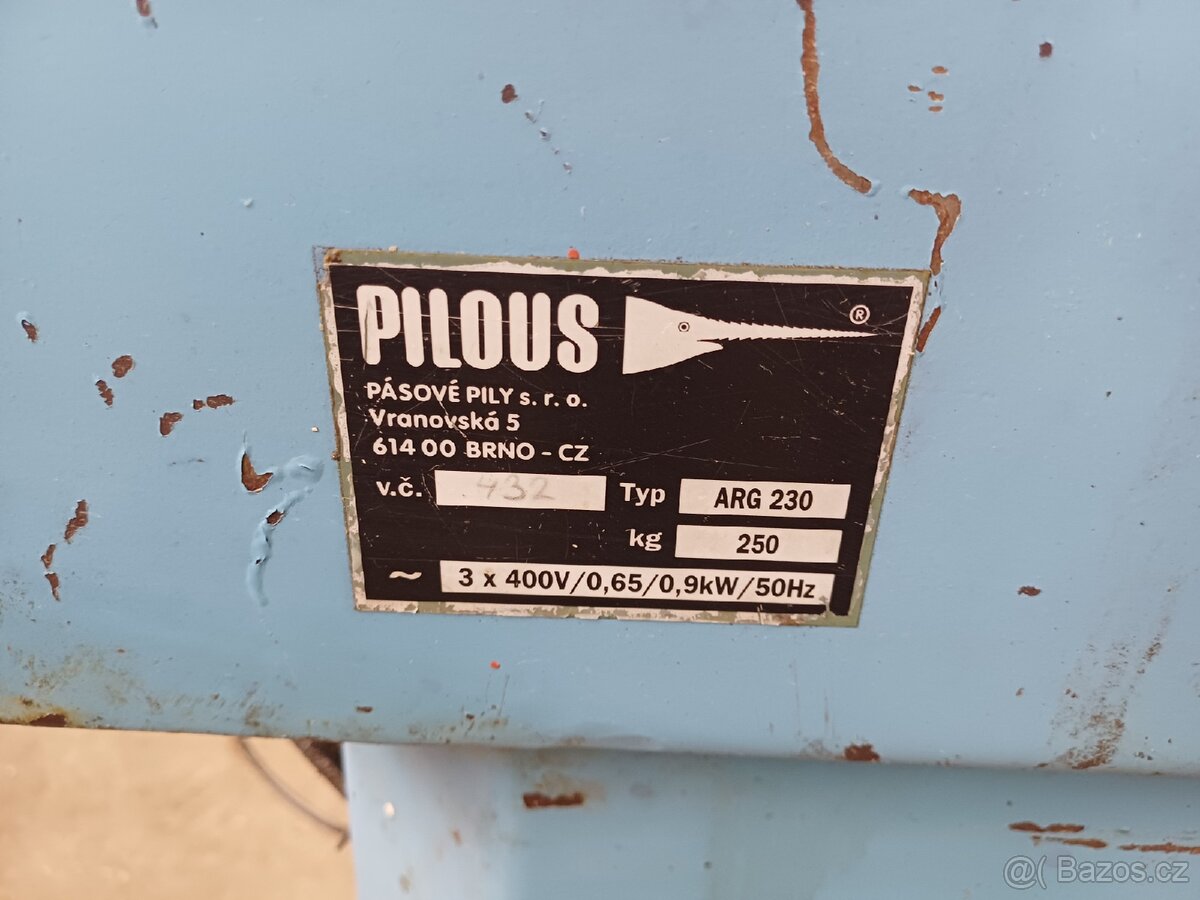 PILOUS ®
PÁSOVÉ PILY s. r. o.
Vranovská 5
614 00 BRNO - CZ
v.č. 432 Typ ARG 230
kg 250
~ 3 x 400V/0,65/0,9kW/50Hz
@( Bazos.cz